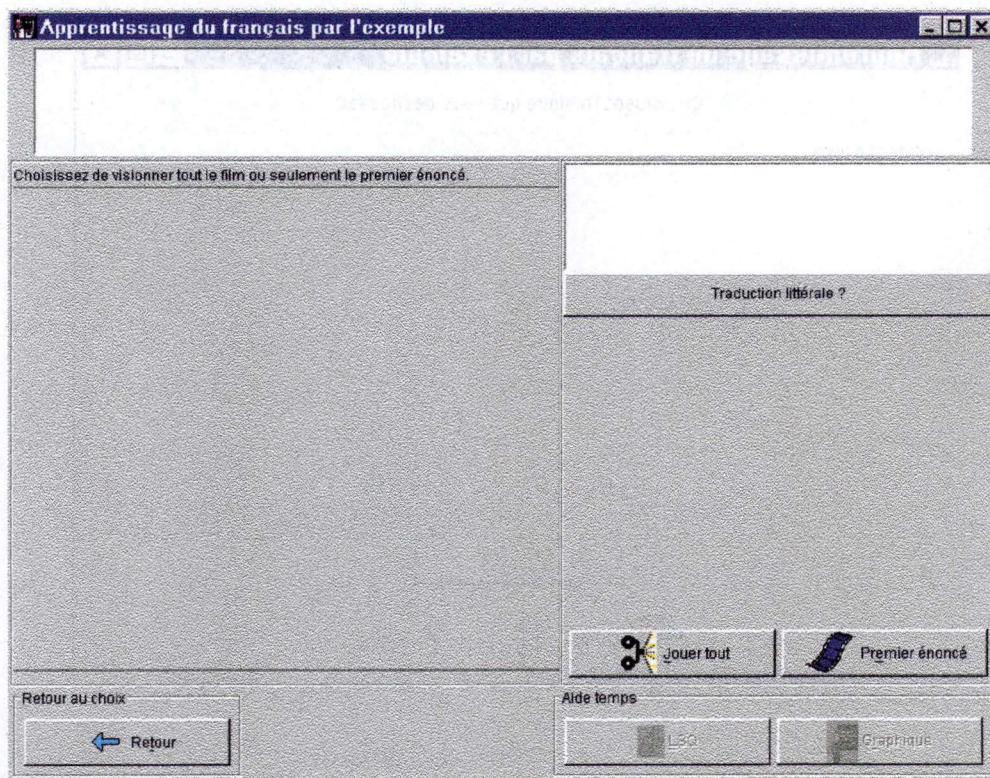 Apprentissage du français par l'exemple
Choisissez de visionner tout le film ou seulement le premier énoncé.
Traduction littérale ?
Jouer tout
Premier énoncé
Retour au choix
Retour
Aide temps
Graphique